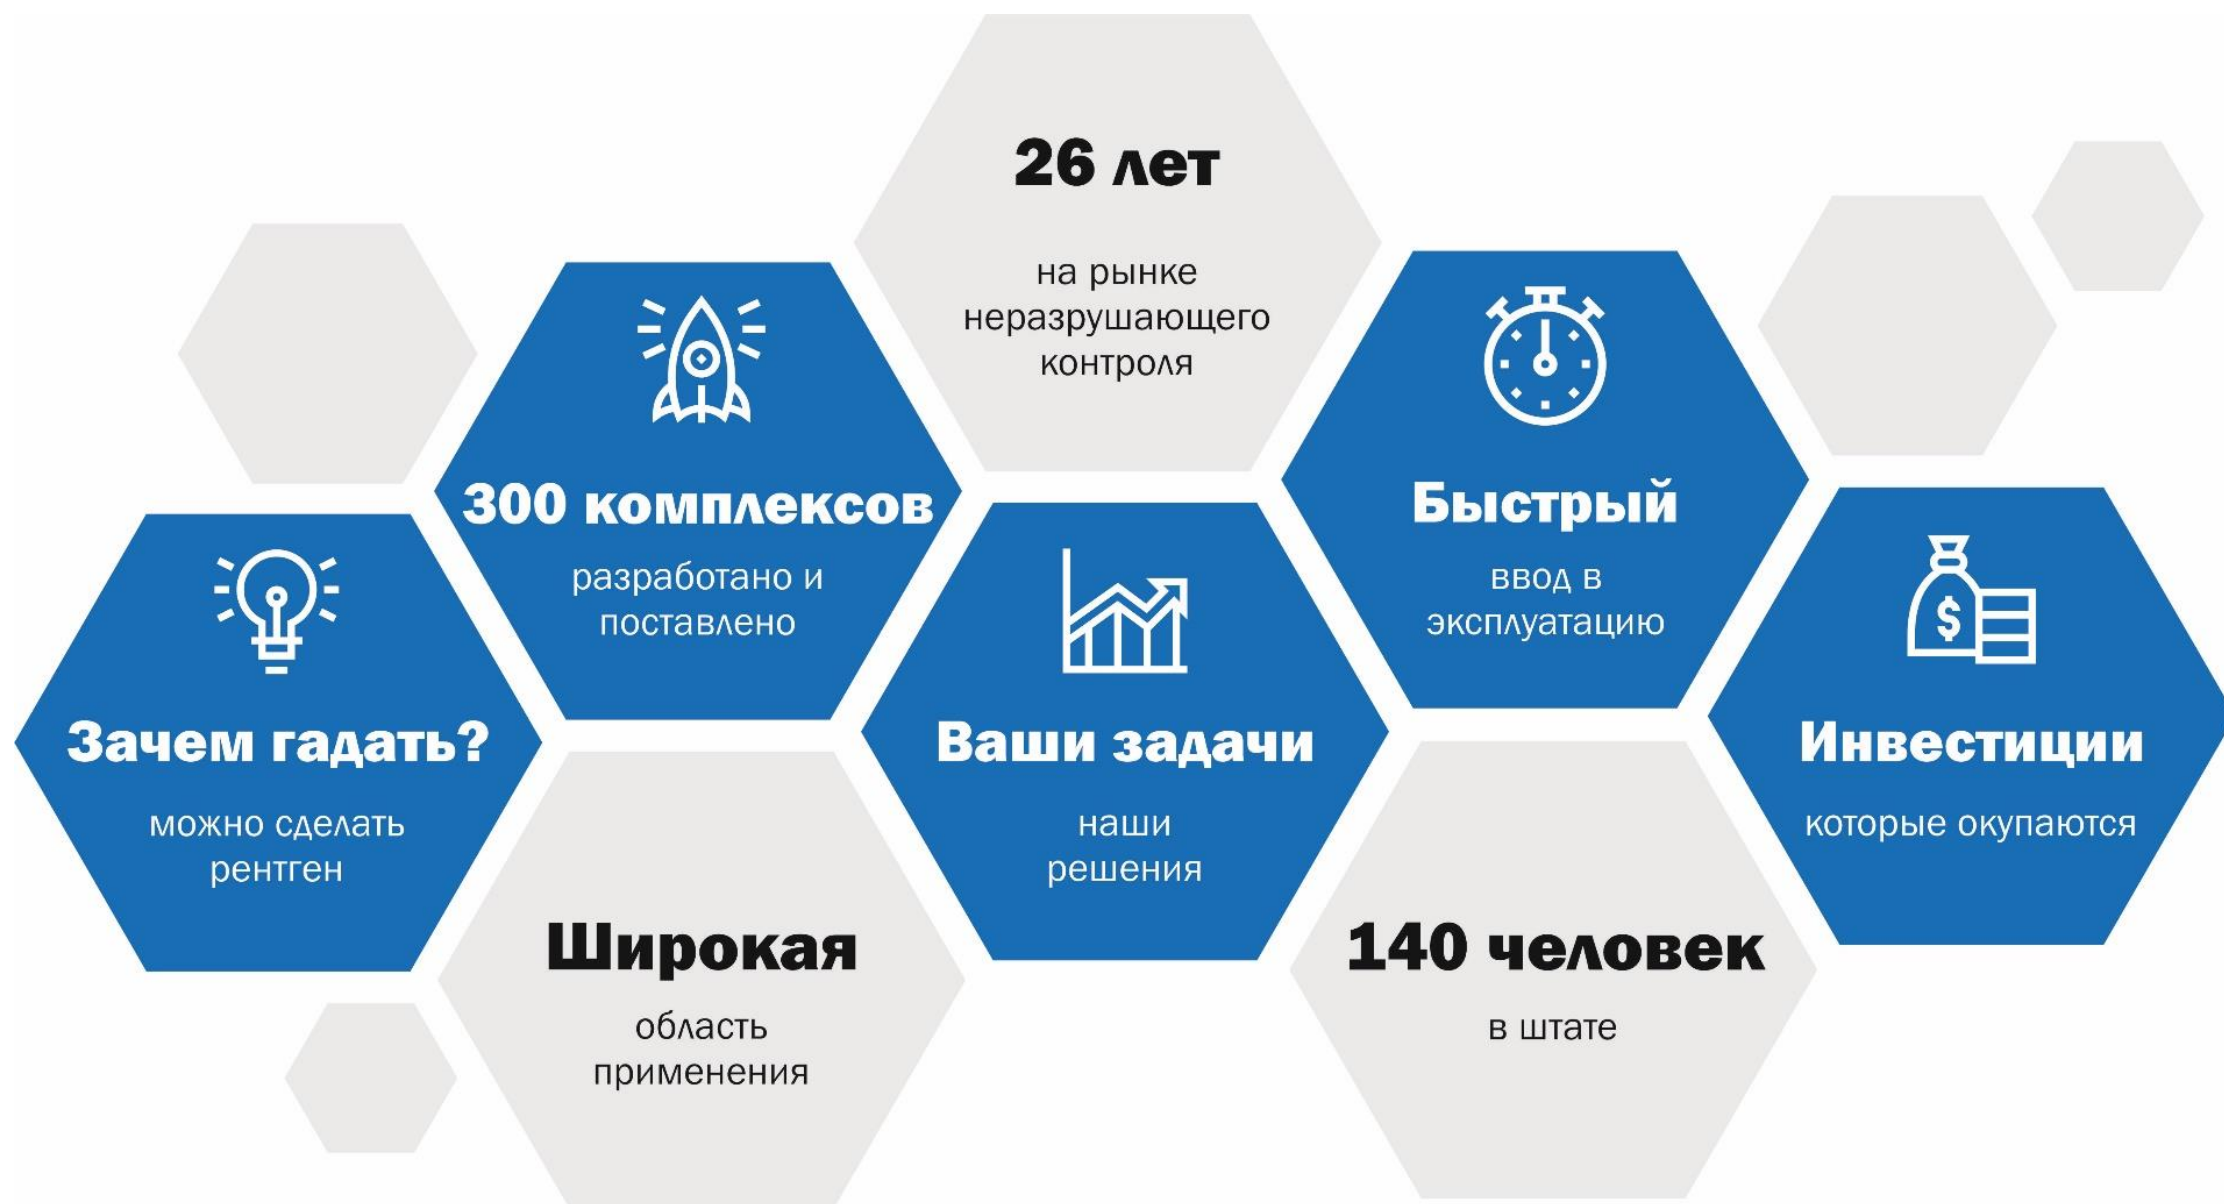 26 лет
на рынке
неразрушающего
контроля
300 комплексов
разработано и
поставлено
Быстрый
ввод в
эксплуатацию
Зачем гадать?
можно сделать
рентген
Ваши задачи
наши
решения
$
Инвестиции
которые окупаются
Широкая
область
применения
140 человек
в штате